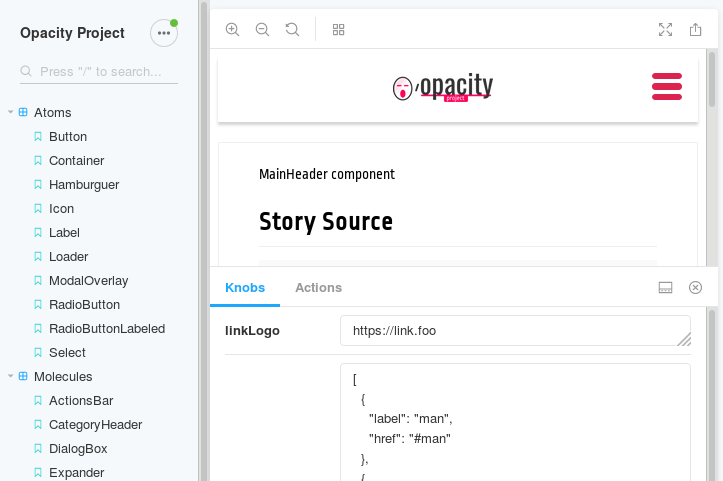 Opacity Project
Press "/" to search...
Atoms
Button
Container
Hamburguer
Icon
Label
Loader
ModalOverlay
RadioButton
RadioButtonLabeled
Select
Molecules
ActionsBar
CategoryHeader
DialogBox
Expander
opacity
project
MainHeader component
Story Source
Knobs
Actions
linkLogo
https://link.foo
[
{
"label": "man",
"href": "#man"
},
{